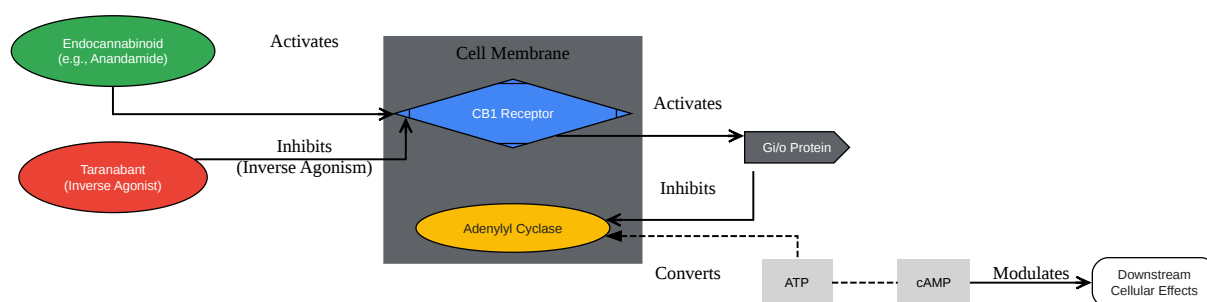 Endocannabinoid
(e.g., Anandamide)
Activates
Cell Membrane
CB1 Receptor
Activates
Gi/o Protein
Taranabant
(Inverse Agonist)
Inhibits
(Inverse Agonism)
Inhibits
Adenylyl Cyclase
Converts
ATP
cAMP
Modulates
Downstream
Cellular Effects